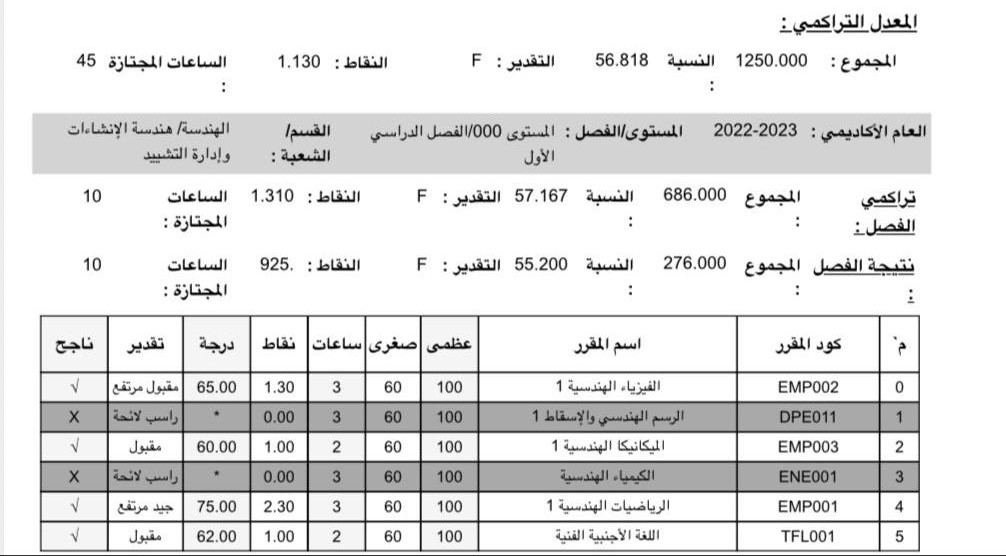 المعدل التراكمي :
المجموع : 1250.000 النسبة : 56.818 التقدير : F النقاط : 1.130 الساعات المجتازة : 45
العام الأكاديمي : 2022-2023 المستوى/الفصل : المستوى 000/الفصل الدراسي الأول القسم/الشعبة : الهندسة/ هندسة الإنشاءات وإدارة التشييد
تراكمي الفصل : المجموع : 686.000 النسبة : 57.167 التقدير : F النقاط : 1.310 الساعات المجتازة : 10
نتيجة الفصل : المجموع : 276.000 النسبة : 55.200 التقدير : F النقاط : .925 الساعات المجتازة : 10
م` كود المقرر اسم المقرر عظمى صغرى ساعات نقاط درجة تقدير ناجح
0 EMP002 الفيزياء الهندسية 1 100 60 3 1.30 65.00 مقبول مرتفع √
1 DPE011 الرسم الهندسي والإسقاط 1 100 60 3 0.00 * راسب لائحة X
2 EMP003 الميكانيكا الهندسية 1 100 60 2 1.00 60.00 مقبول √
3 ENE001 الكيمياء الهندسية 100 60 3 0.00 * راسب لائحة X
4 EMP001 الرياضيات الهندسية 1 100 60 3 2.30 75.00 جيد مرتفع √
5 TFL001 اللغة الأجنبية الفنية 100 60 2 1.00 62.00 مقبول √